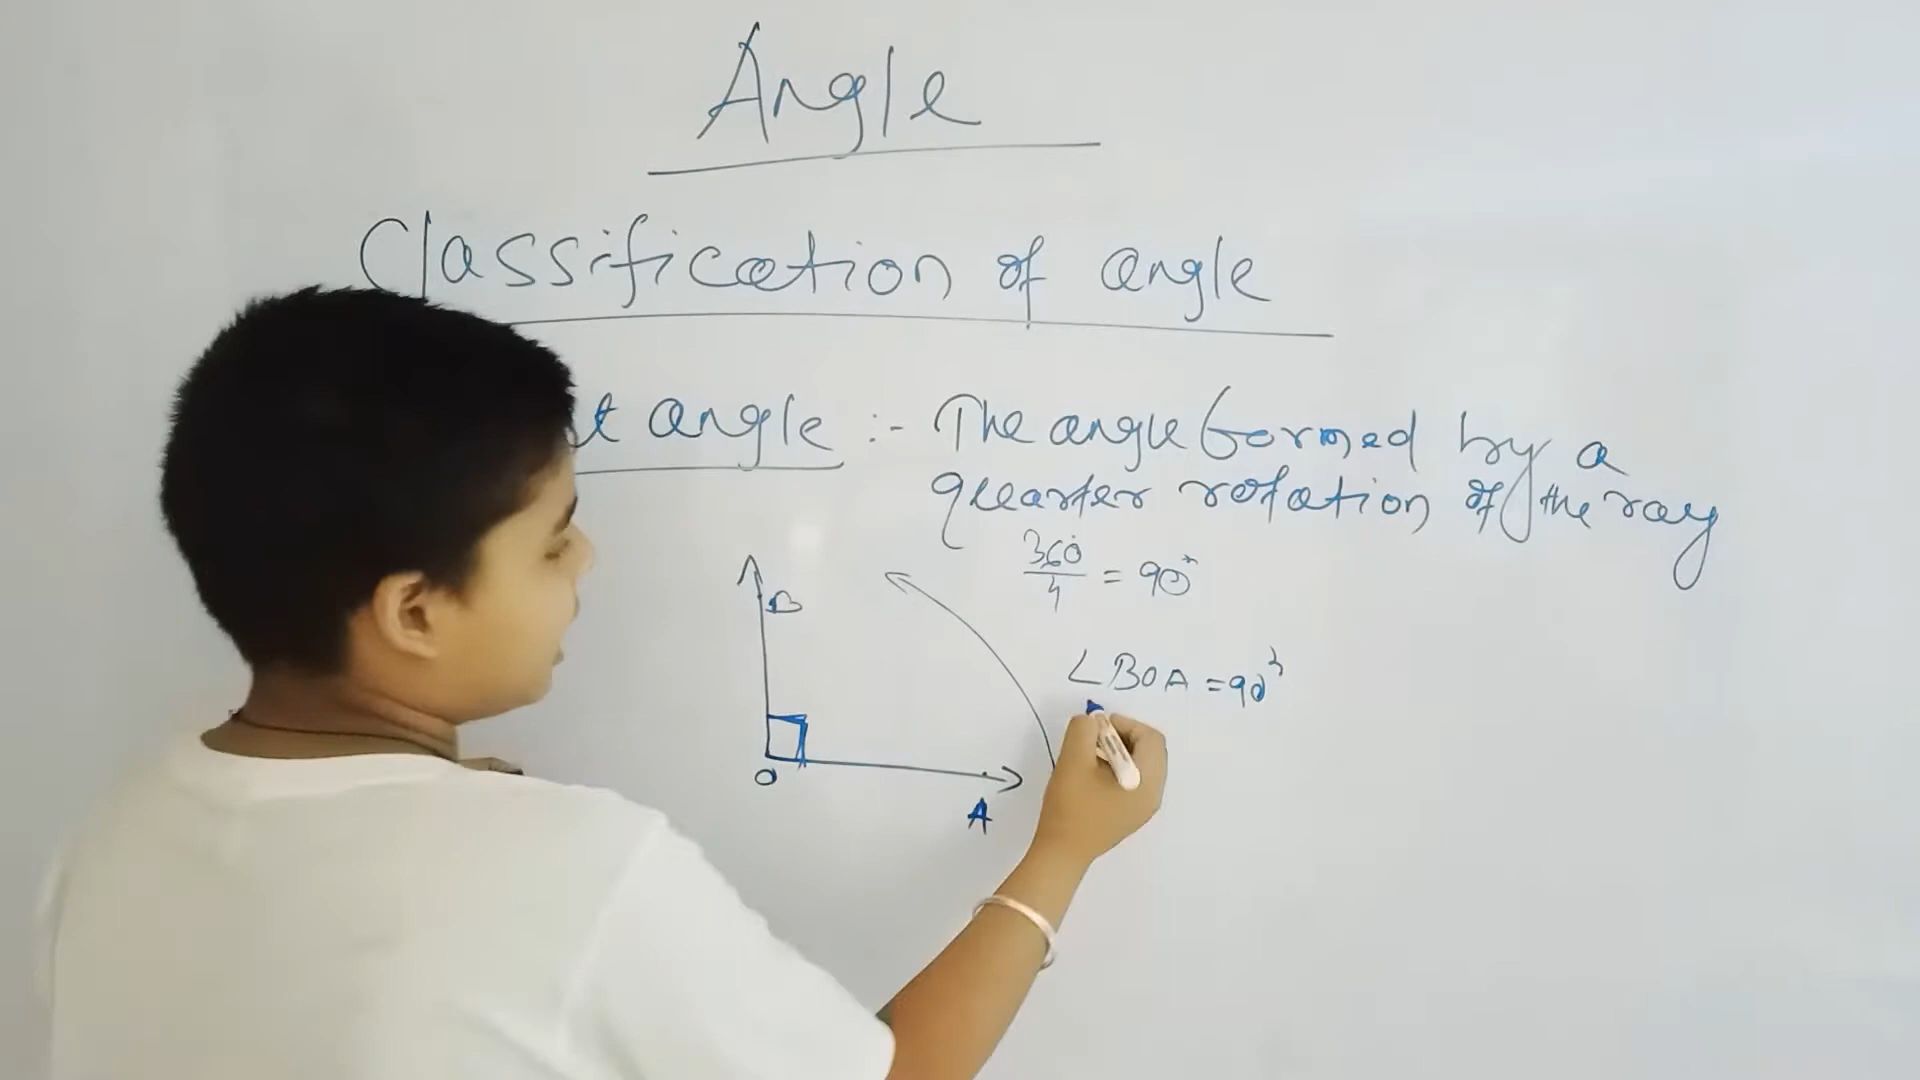 Angle
Classification of angle
t angle :- The angle formed by a
quarter rotation of the ray
360°/4 = 90°
B
∠BOA = 90°
O
A